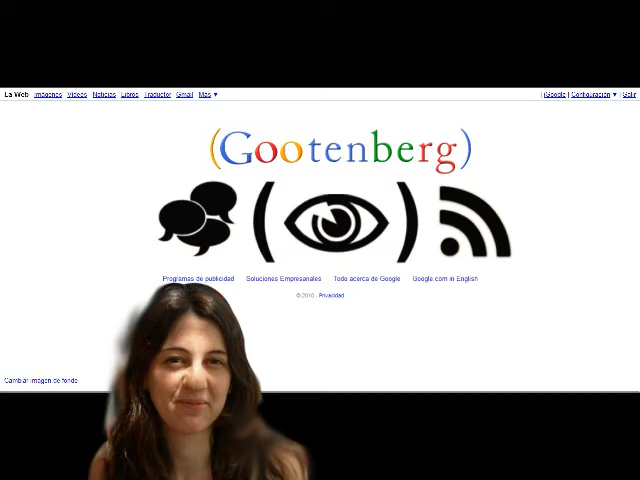 La Web Imágenes Vídeos Noticias Libros Traductor Gmail Más ▼ | iGoogle | Configuración ▼ | Salir
(Gootenberg)
Programas de publicidad Soluciones Empresariales Todo acerca de Google Google.com in English
© 2010 - Privacidad
Cambiar imagen de fondo